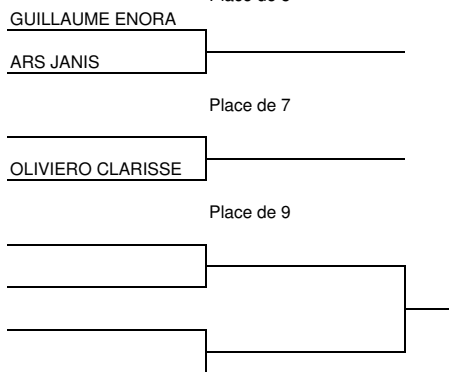 GUILLAUME ENORA
ARS JANIS
Place de 7
OLIVIERO CLARISSE
Place de 9